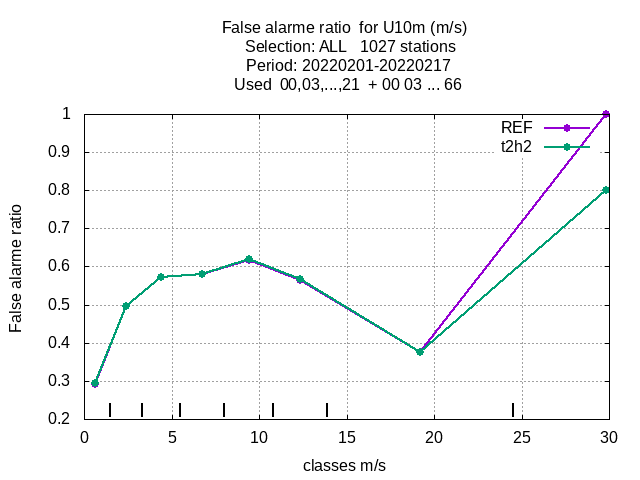 False alarme ratio  for U10m (m/s)
Selection: ALL   1027 stations
Period: 20220201-20220217
Used  00,03,...,21  + 00 03 ... 66
REF
t2h2
1
0.9
0.8
0.7
0.6
0.5
0.4
0.3
0.2
False alarme ratio
0 5 10 15 20 25 30
classes m/s